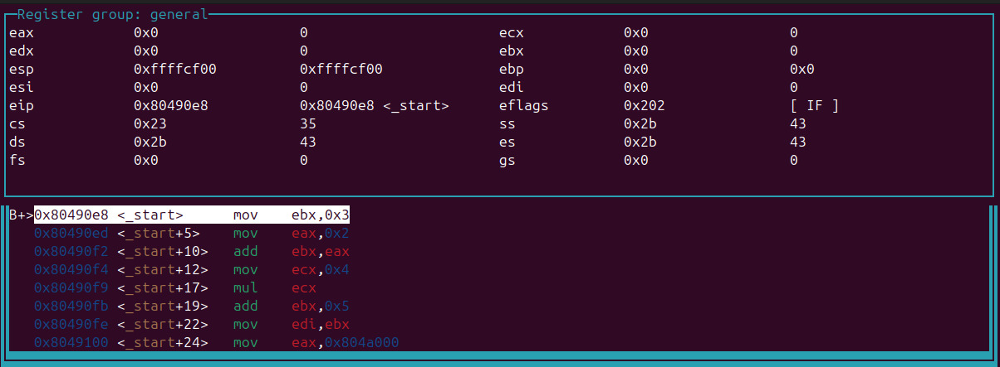 Register group: general
eax 0x0 0 ecx 0x0 0
edx 0x0 0 ebx 0x0 0
esp 0xffffcf00 0xffffcf00 ebp 0x0 0x0
esi 0x0 0 edi 0x0 0
eip 0x80490e8 0x80490e8 <_start> eflags 0x202 [ IF ]
cs 0x23 35 ss 0x2b 43
ds 0x2b 43 es 0x2b 43
fs 0x0 0 gs 0x0 0
B+>0x80490e8 <_start> mov ebx,0x3
0x80490ed <_start+5> mov eax,0x2
0x80490f2 <_start+10> add ebx,eax
0x80490f4 <_start+12> mov ecx,0x4
0x80490f9 <_start+17> mul ecx
0x80490fb <_start+19> add ebx,0x5
0x80490fe <_start+22> mov edi,ebx
0x8049100 <_start+24> mov eax,0x804a000